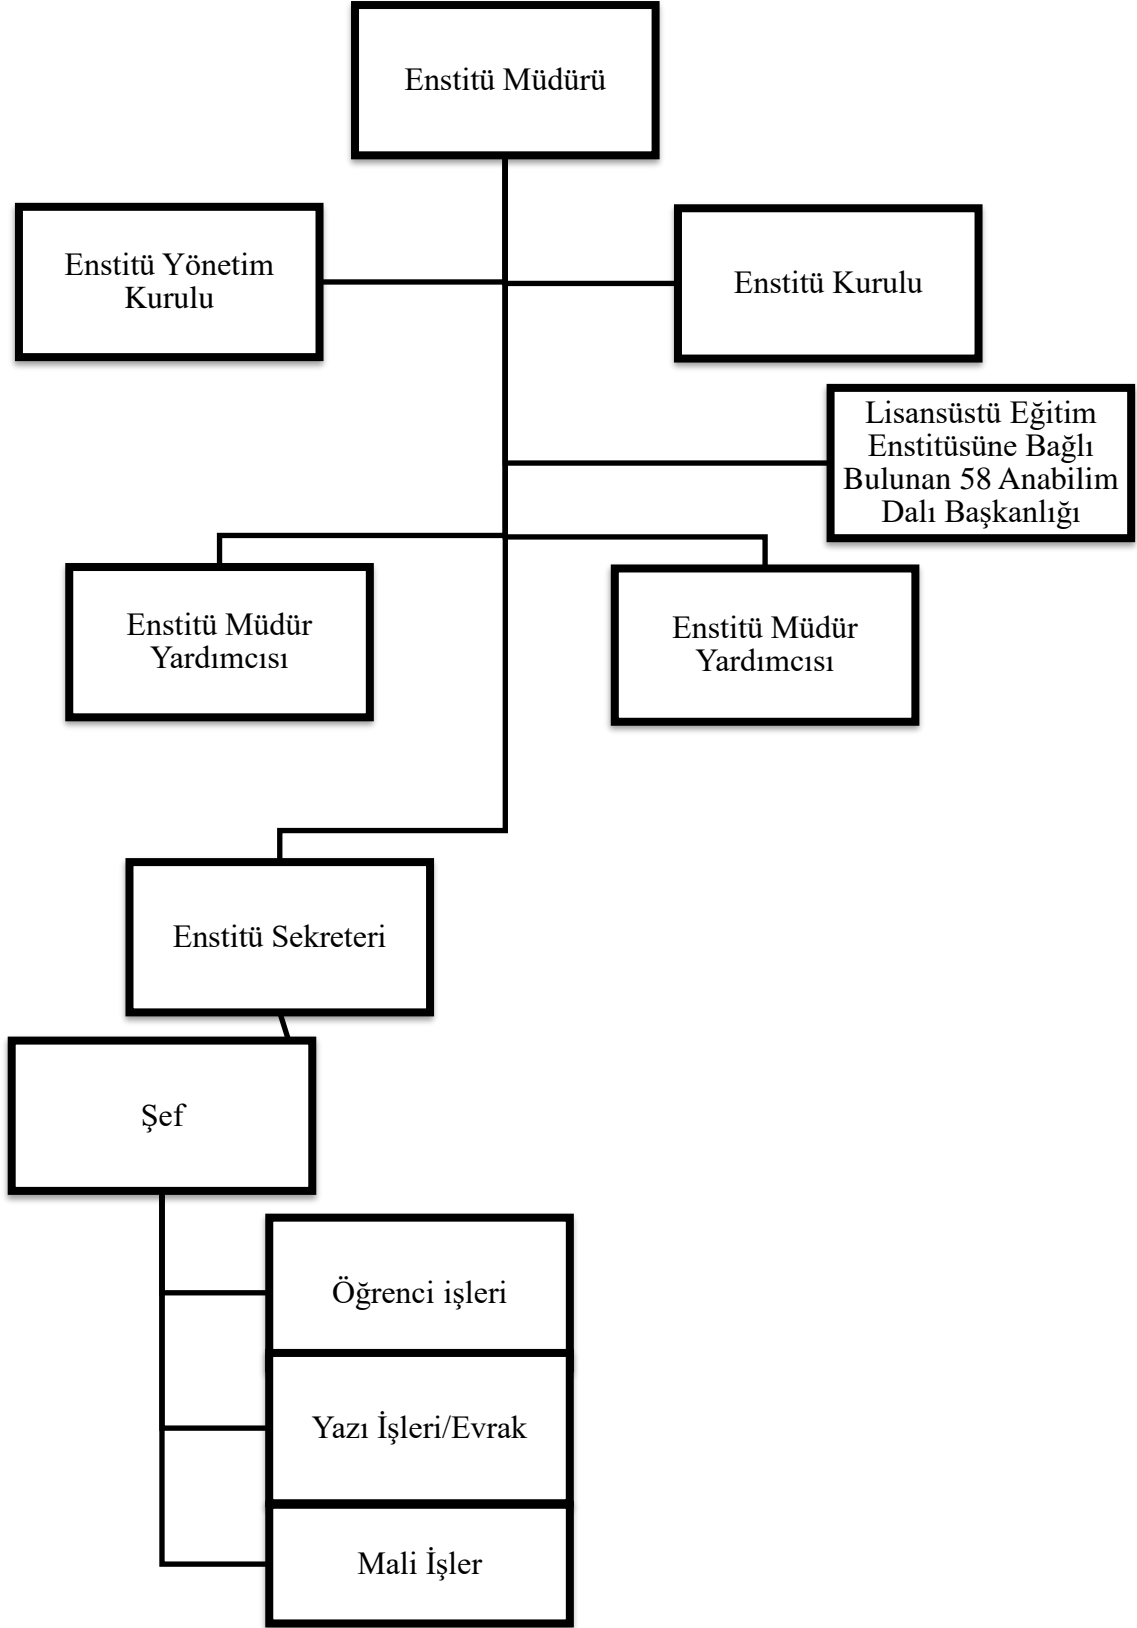 Enstitü Müdürü
Enstitü Yönetim
Kurulu
Enstitü Kurulu
Lisansüstü Eğitim
Enstitüsüne Bağlı
Bulunan 58 Anabilim
Dalı Başkanlığı
Enstitü Müdür
Yardımcısı
Enstitü Müdür
Yardımcısı
Enstitü Sekreteri
Şef
Öğrenci işleri
Yazı İşleri/Evrak
Mali İşler